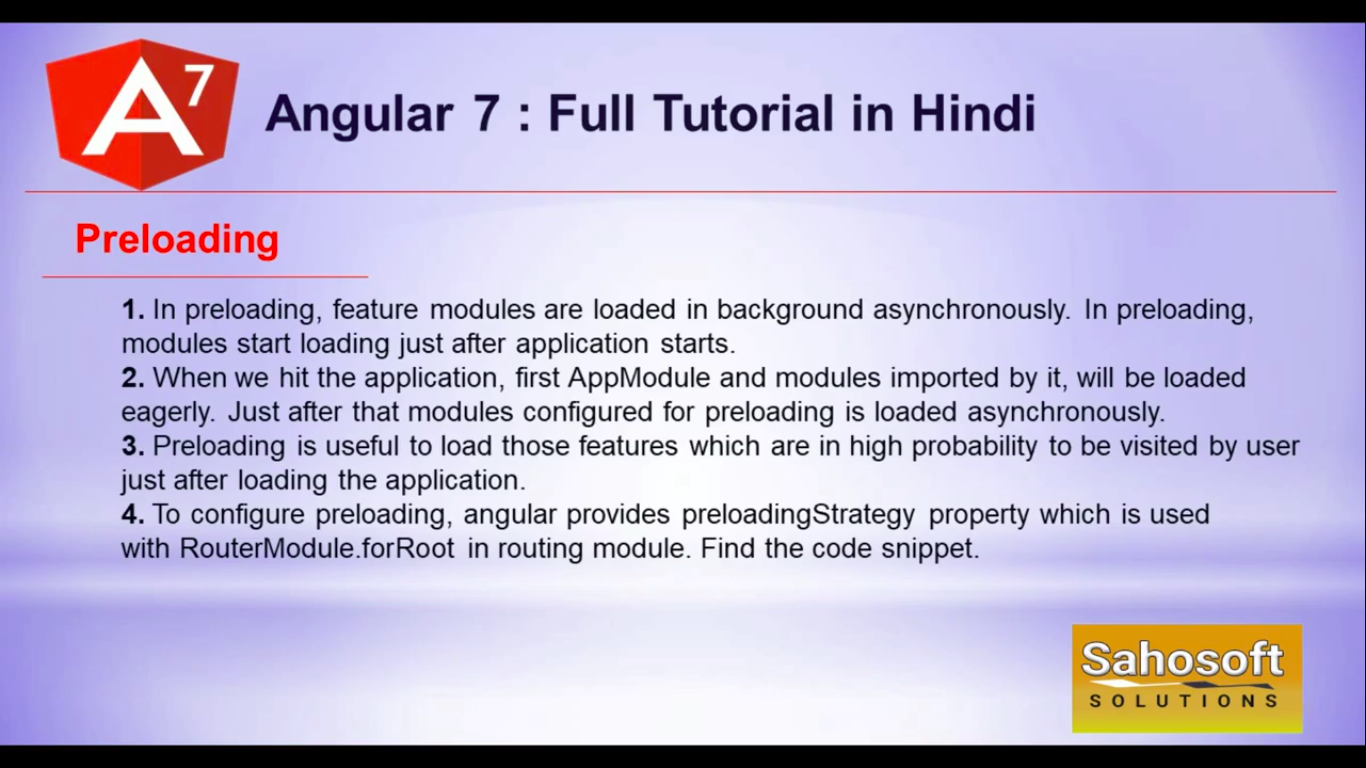 A 7
Angular 7 : Full Tutorial in Hindi
Preloading
1. In preloading, feature modules are loaded in background asynchronously. In preloading,
modules start loading just after application starts.
2. When we hit the application, first AppModule and modules imported by it, will be loaded
eagerly. Just after that modules configured for preloading is loaded asynchronously.
3. Preloading is useful to load those features which are in high probability to be visited by user
just after loading the application.
4. To configure preloading, angular provides preloadingStrategy property which is used
with RouterModule.forRoot in routing module. Find the code snippet.
Sahosoft
SOLUTIONS